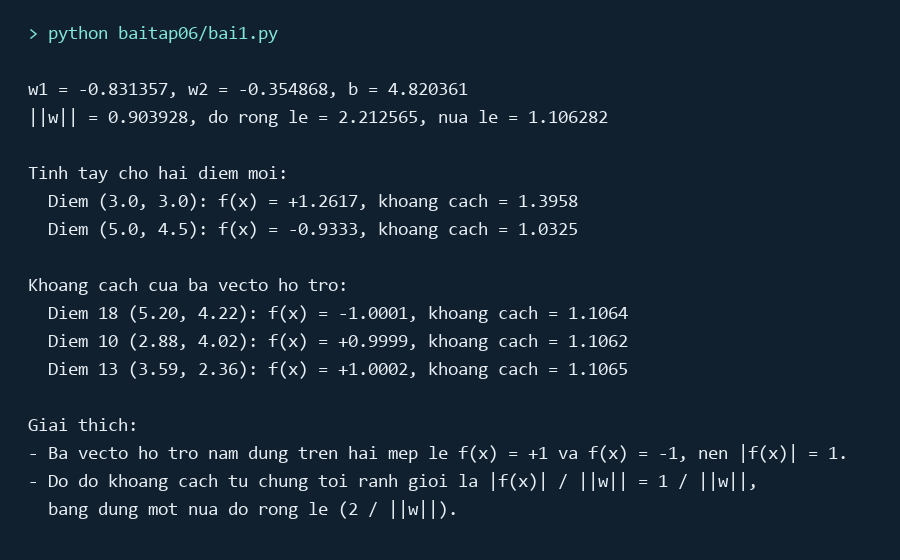 > python baitap06/bai1.py
w1 = -0.831357, w2 = -0.354868, b = 4.820361
||w|| = 0.903928, do rong le = 2.212565, nua le = 1.106282
Tinh tay cho hai diem moi:
Diem (3.0, 3.0): f(x) = +1.2617, khoang cach = 1.3958
Diem (5.0, 4.5): f(x) = -0.9333, khoang cach = 1.0325
Khoang cach cua ba vecto ho tro:
Diem 18 (5.20, 4.22): f(x) = -1.0001, khoang cach = 1.1064
Diem 10 (2.88, 4.02): f(x) = +0.9999, khoang cach = 1.1062
Diem 13 (3.59, 2.36): f(x) = +1.0002, khoang cach = 1.1065
Giai thich:
- Ba vecto ho tro nam dung tren hai mep le f(x) = +1 va f(x) = -1, nen |f(x)| = 1.
- Do do khoang cach tu chung toi ranh gioi la |f(x)| / ||w|| = 1 / ||w||,
bang dung mot nua do rong le (2 / ||w||).